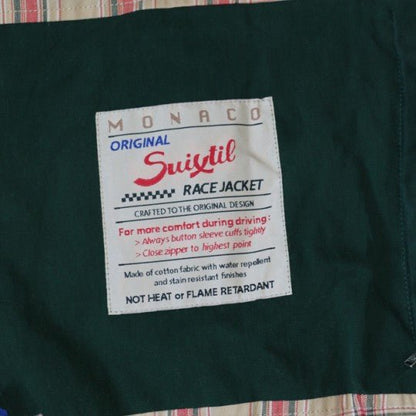 MONACO
ORIGINAL
Suixtil
RACE JACKET
CRAFTED TO THE ORIGINAL DESIGN
For more comfort during driving:
> Always button sleeve cuffs tightly
> Close zipper to highest point
Made of cotton fabric with water repellent
and stain resistant finishes
NOT HEAT or FLAME RETARDANT